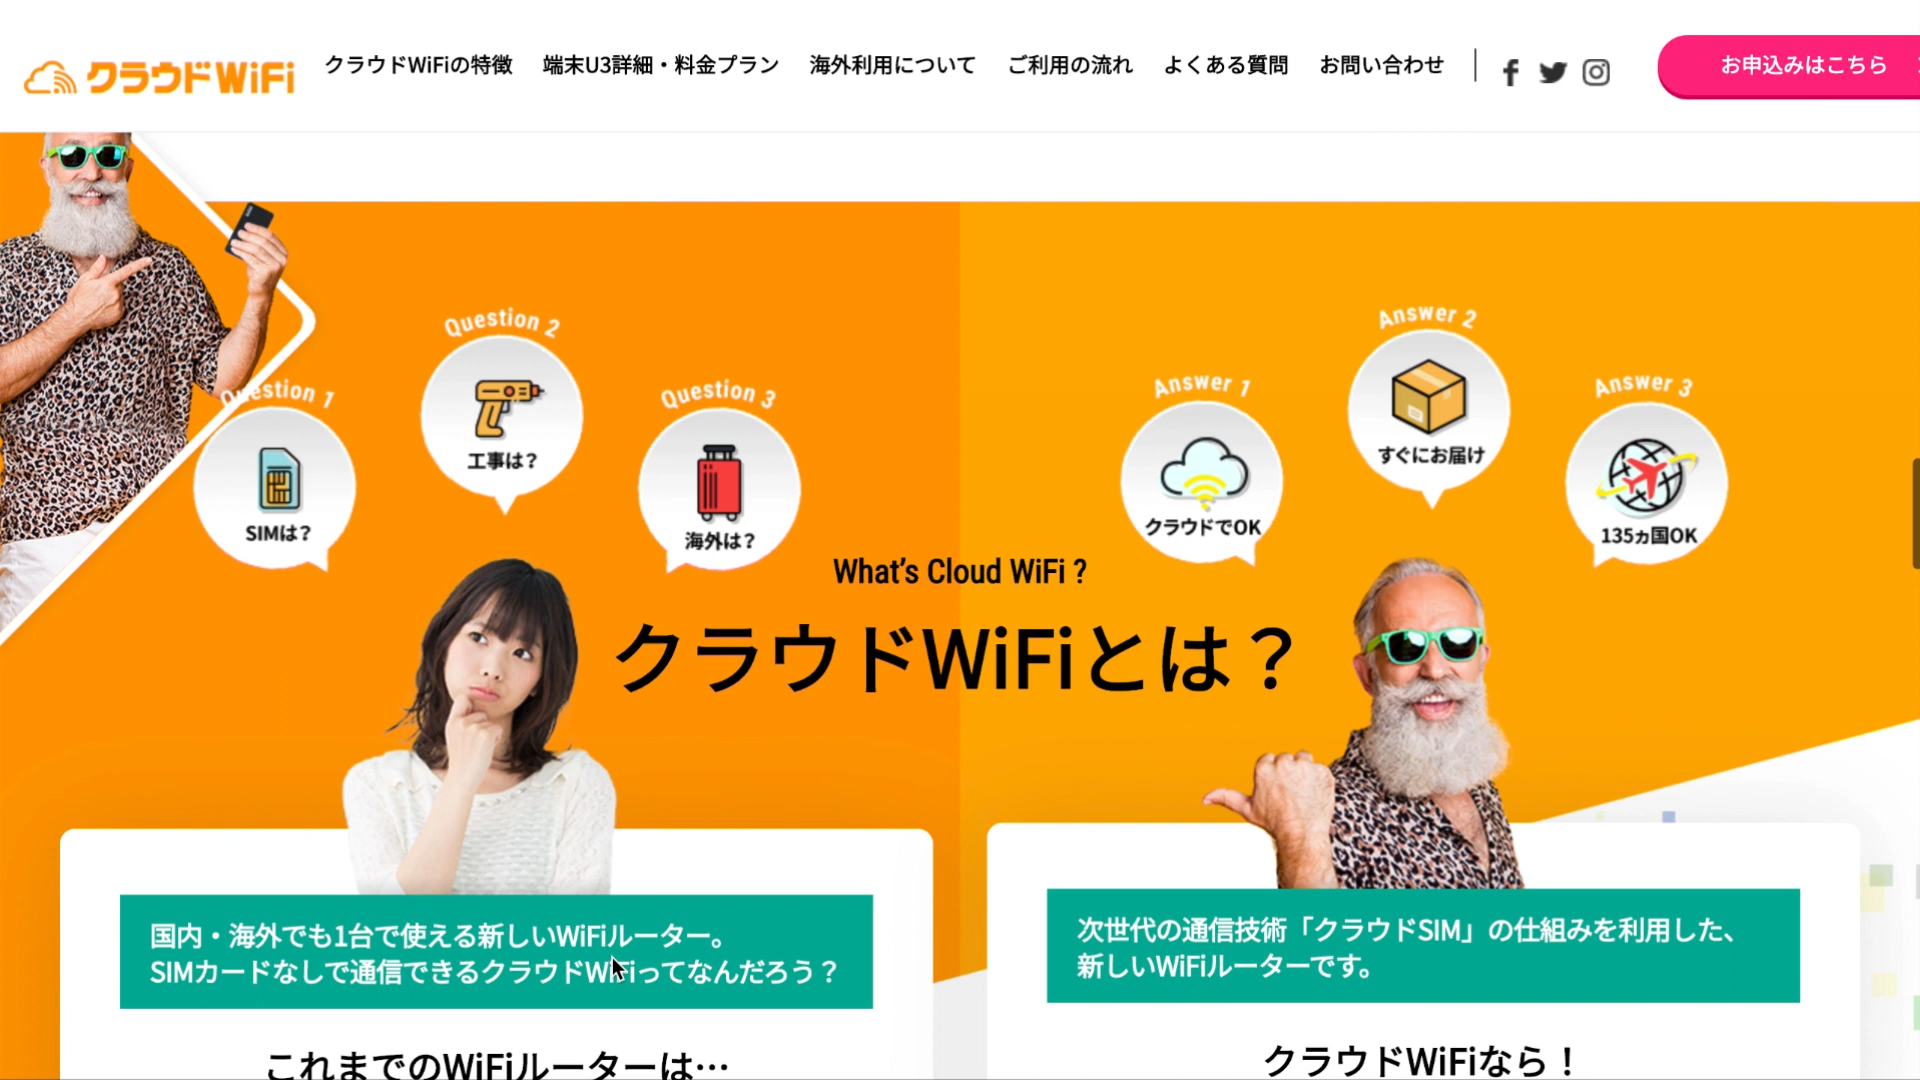 クラウドWiFi
クラウドWiFiの特徴
端末U3詳細・料金プラン
海外利用について
ご利用の流れ
よくある質問
お問い合わせ
お申込みはこちら
Question 1
SIMは？
Question 2
工事は？
Question 3
海外は？
Answer 1
クラウドでOK
Answer 2
すぐにお届け
Answer 3
135ヵ国OK
What's Cloud WiFi ?
クラウドWiFiとは？
国内・海外でも1台で使える新しいWiFiルーター。
SIMカードなしで通信できるクラウドWiFiってなんだろう？
これまでのWiFiルーターは…
次世代の通信技術「クラウドSIM」の仕組みを利用した、
新しいWiFiルーターです。
クラウドWiFiなら！